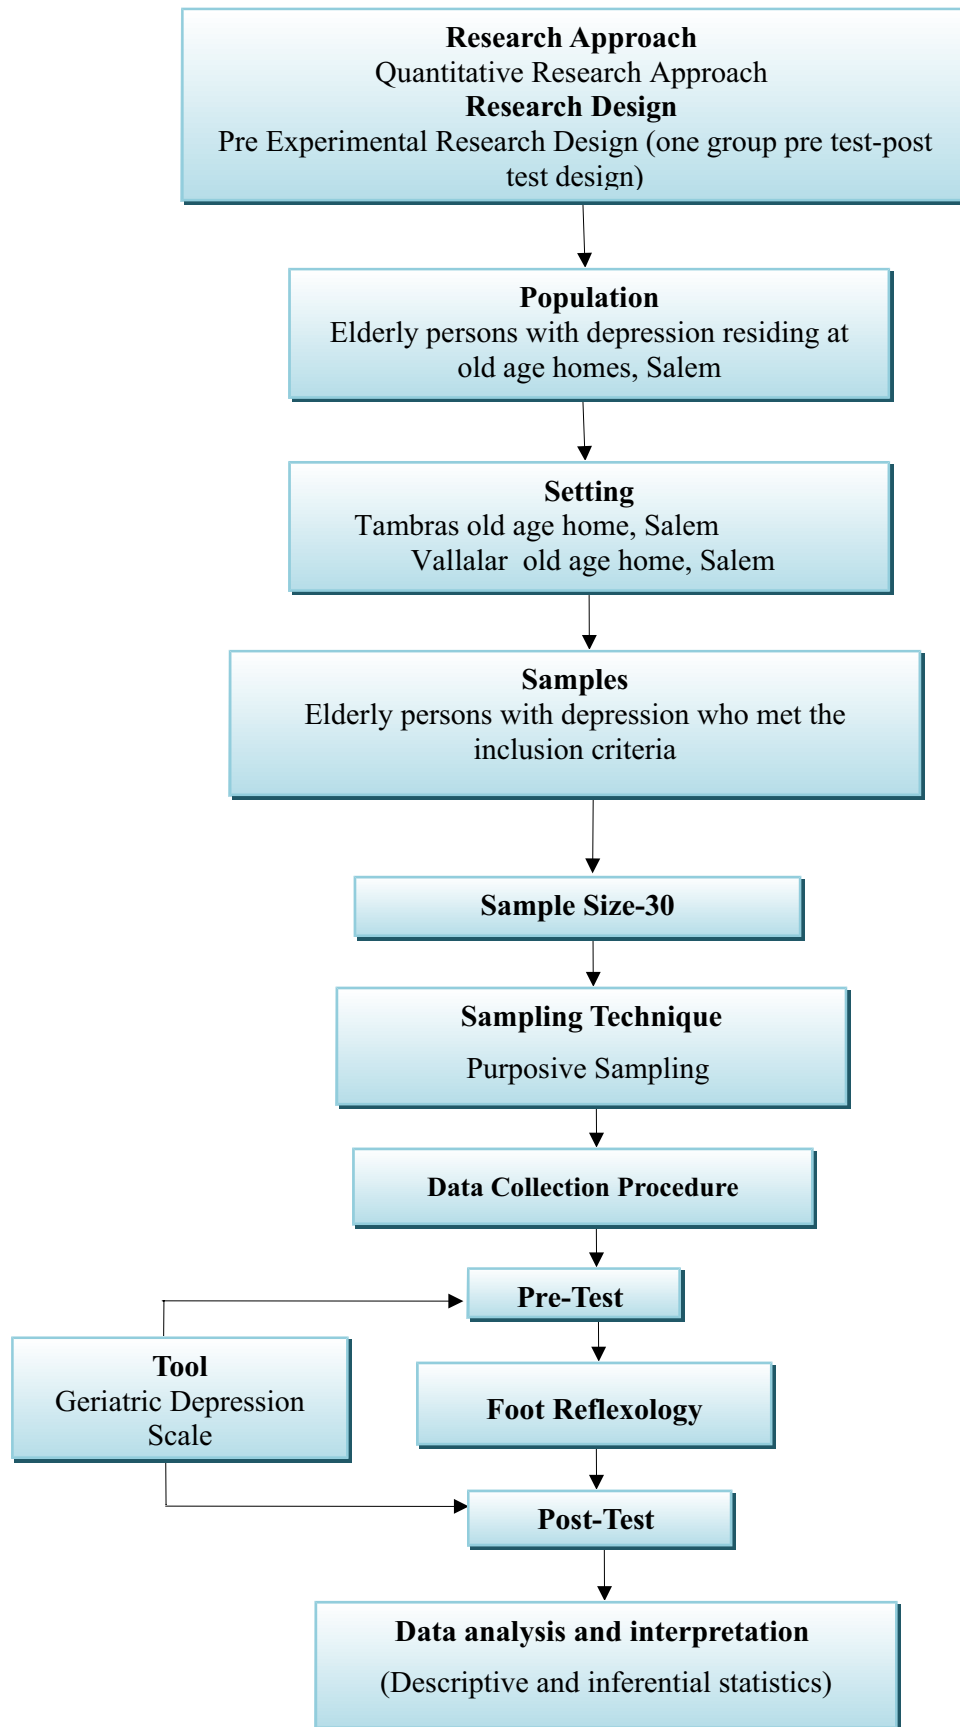 Research Approach
Quantitative Research Approach
Research Design
Pre Experimental Research Design (one group pre test-post
test design)
Population
Elderly persons with depression residing at
old age homes, Salem
Setting
Tambras old age home, Salem
Vallalar  old age home, Salem
Samples
Elderly persons with depression who met the
inclusion criteria
Sample Size-30
Sampling Technique
Purposive Sampling
Data Collection Procedure
Pre-Test
Tool
Geriatric Depression
Scale
Foot Reflexology
Post-Test
Data analysis and interpretation
(Descriptive and inferential statistics)